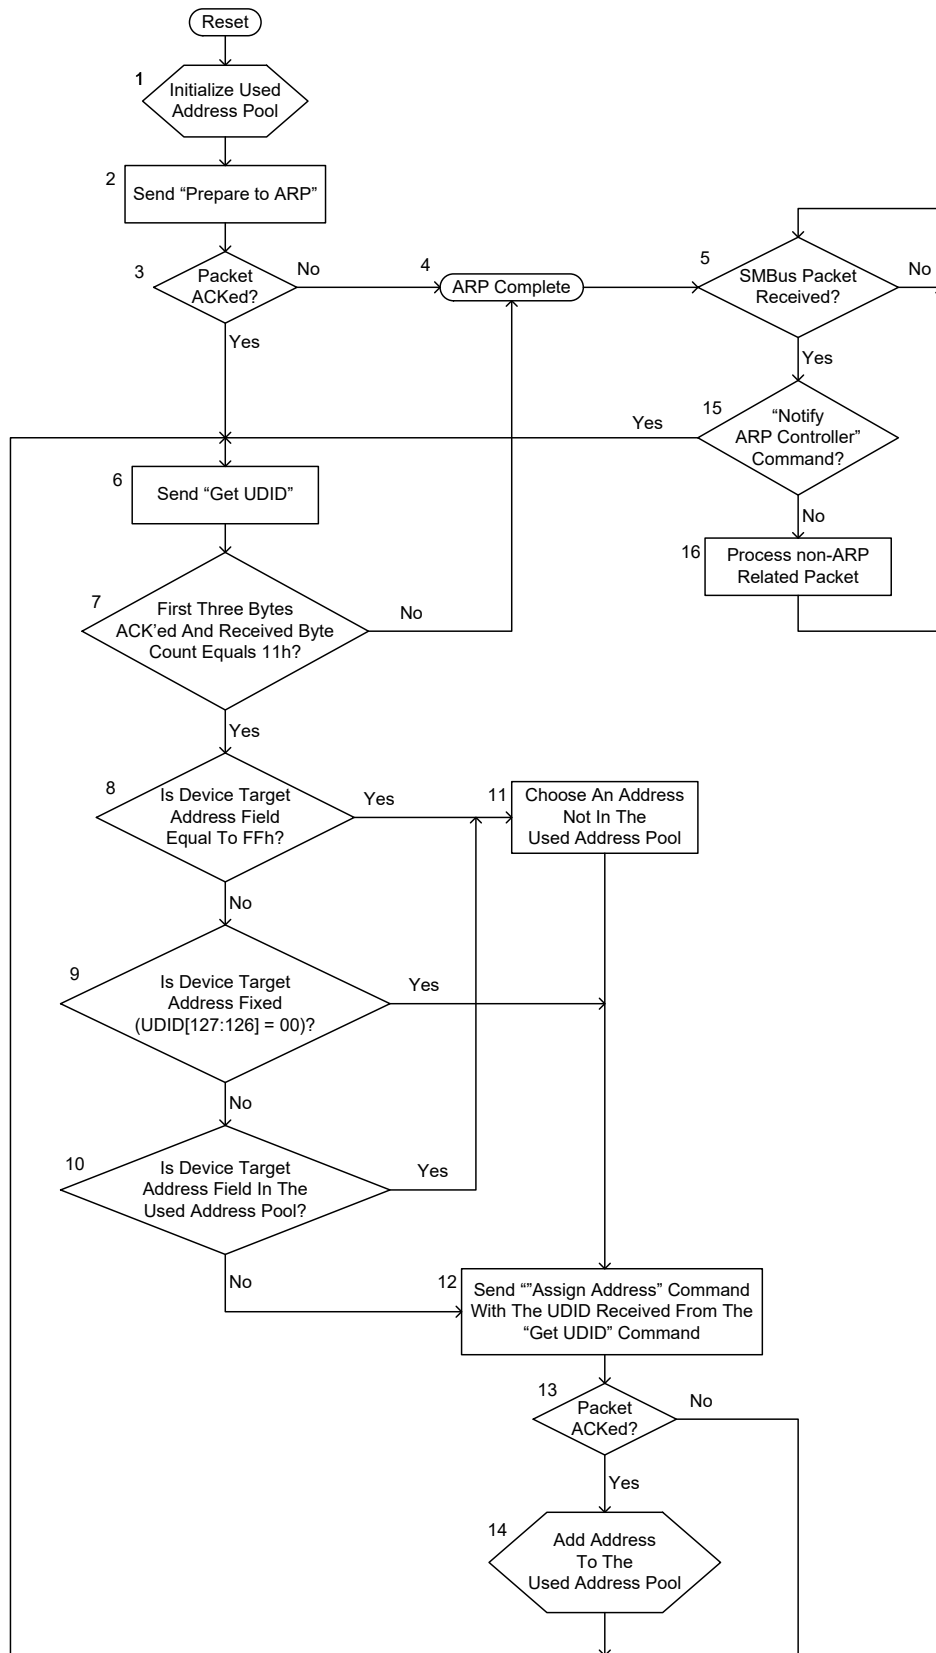 Reset
1
Initialize Used
Address Pool
2
Send “Prepare to ARP”
3
Packet
ACKed?
No
Yes
4
ARP Complete
5
SMBus Packet
Received?
No
Yes
15
“Notify
ARP Controller”
Command?
Yes
No
16
Process non-ARP
Related Packet
6
Send “Get UDID”
7
First Three Bytes
ACK’ed And Received Byte
Count Equals 11h?
No
Yes
8
Is Device Target
Address Field
Equal To FFh?
Yes
No
11
Choose An Address
Not In The
Used Address Pool
9
Is Device Target
Address Fixed
(UDID[127:126] = 00)?
Yes
No
10
Is Device Target
Address Field In The
Used Address Pool?
Yes
No
12
Send “”Assign Address” Command
With The UDID Received From The
“Get UDID” Command
13
Packet
ACKed?
No
Yes
14
Add Address
To The
Used Address Pool